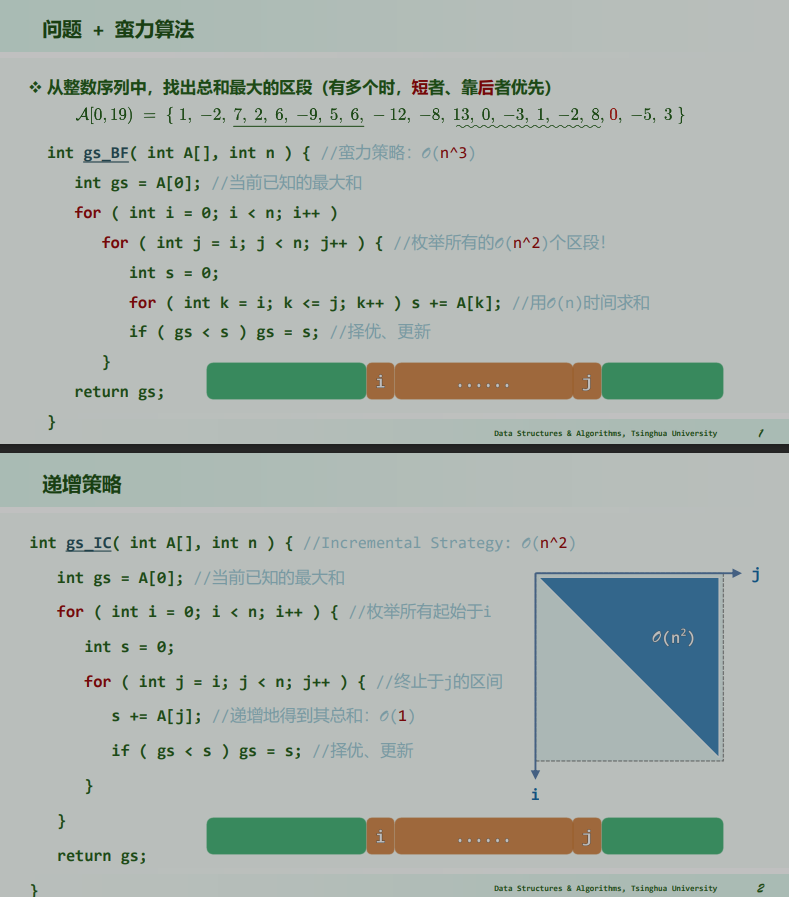 问题 + 蛮力算法
❖ 从整数序列中，找出总和最大的区段（有多个时，短者、靠后者优先）
𝒜[0,19) = { 1, −2, 7, 2, 6, −9, 5, 6, −12, −8, 13, 0, −3, 1, −2, 8, 0, −5, 3 }
int gs_BF( int A[], int n ) { //蛮力策略：𝒪(n^3)
int gs = A[0]; //当前已知的最大和
for ( int i = 0; i < n; i++ )
for ( int j = i; j < n; j++ ) { //枚举所有的𝒪(n^2)个区段！
int s = 0;
for ( int k = i; k <= j; k++ ) s += A[k]; //用𝒪(n)时间求和
if ( gs < s ) gs = s; //择优、更新
}
i ...... j
return gs;
}
Data Structures & Algorithms, Tsinghua University 1
递增策略
int gs_IC( int A[], int n ) { //Incremental Strategy: 𝒪(n^2)
int gs = A[0]; //当前已知的最大和
j
for ( int i = 0; i < n; i++ ) { //枚举所有起始于i
𝒪(n²)
int s = 0;
for ( int j = i; j < n; j++ ) { //终止于j的区间
s += A[j]; //递增地得到其总和：𝒪(1)
if ( gs < s ) gs = s; //择优、更新
}
i
}
i ...... j
return gs;
}
Data Structures & Algorithms, Tsinghua University 2